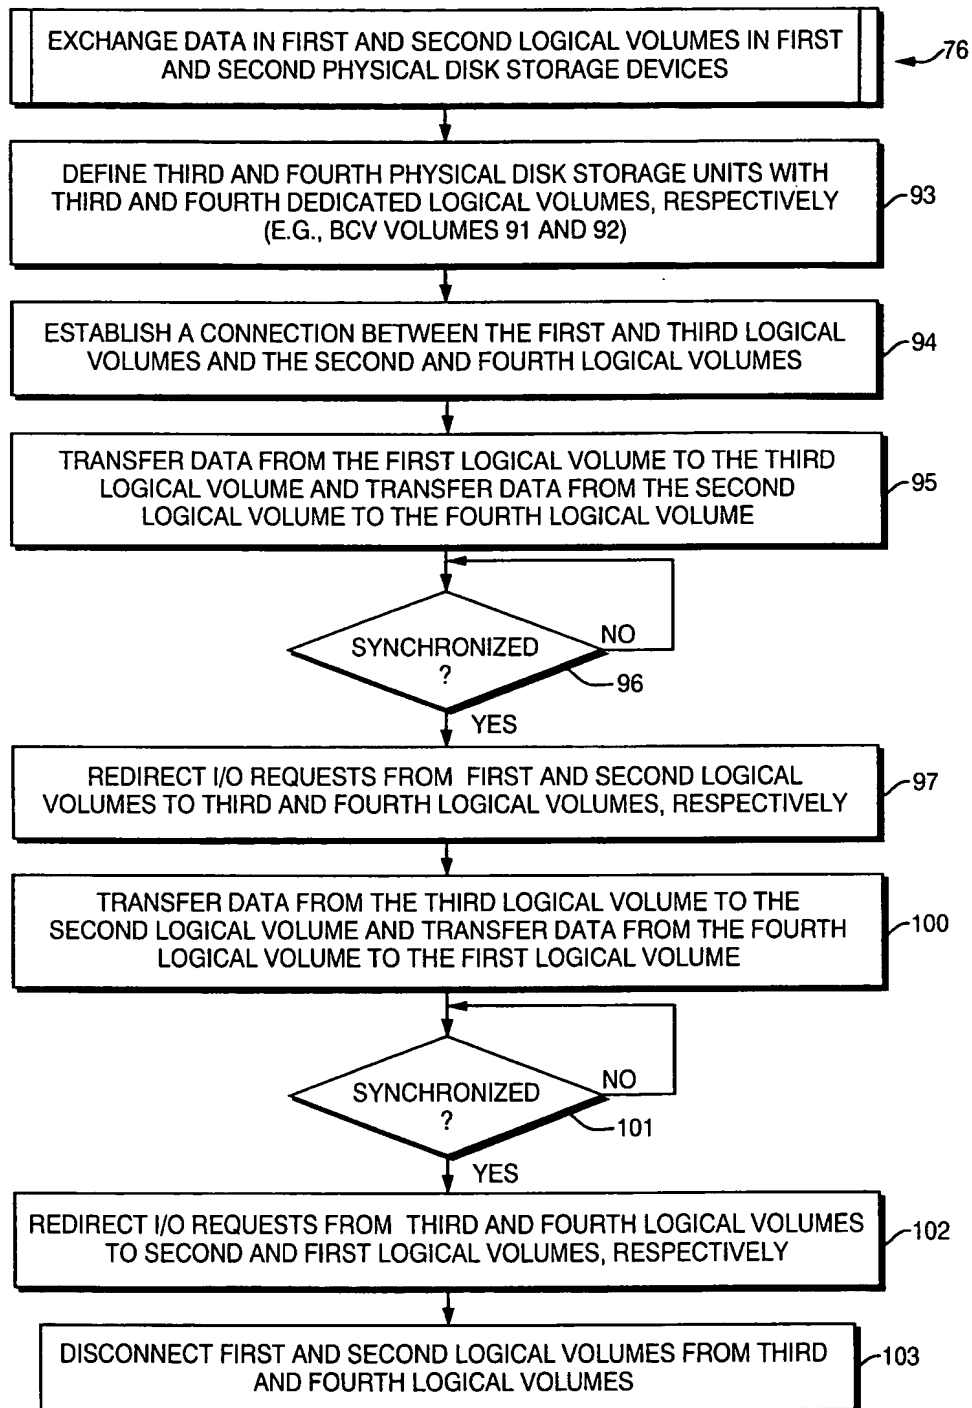 EXCHANGE DATA IN FIRST AND SECOND LOGICAL VOLUMES IN FIRST
AND SECOND PHYSICAL DISK STORAGE DEVICES
76
DEFINE THIRD AND FOURTH PHYSICAL DISK STORAGE UNITS WITH
THIRD AND FOURTH DEDICATED LOGICAL VOLUMES, RESPECTIVELY
(E.G., BCV VOLUMES 91 AND 92)
93
ESTABLISH A CONNECTION BETWEEN THE FIRST AND THIRD LOGICAL
VOLUMES AND THE SECOND AND FOURTH LOGICAL VOLUMES
94
TRANSFER DATA FROM THE FIRST LOGICAL VOLUME TO THE THIRD
LOGICAL VOLUME AND TRANSFER DATA FROM THE SECOND
LOGICAL VOLUME TO THE FOURTH LOGICAL VOLUME
95
SYNCHRONIZED
?
NO
96
YES
REDIRECT I/O REQUESTS FROM FIRST AND SECOND LOGICAL
VOLUMES TO THIRD AND FOURTH LOGICAL VOLUMES, RESPECTIVELY
97
TRANSFER DATA FROM THE THIRD LOGICAL VOLUME TO THE
SECOND LOGICAL VOLUME AND TRANSFER DATA FROM THE FOURTH
LOGICAL VOLUME TO THE FIRST LOGICAL VOLUME
100
SYNCHRONIZED
?
NO
101
YES
REDIRECT I/O REQUESTS FROM THIRD AND FOURTH LOGICAL VOLUMES
TO SECOND AND FIRST LOGICAL VOLUMES, RESPECTIVELY
102
DISCONNECT FIRST AND SECOND LOGICAL VOLUMES FROM THIRD
AND FOURTH LOGICAL VOLUMES
103